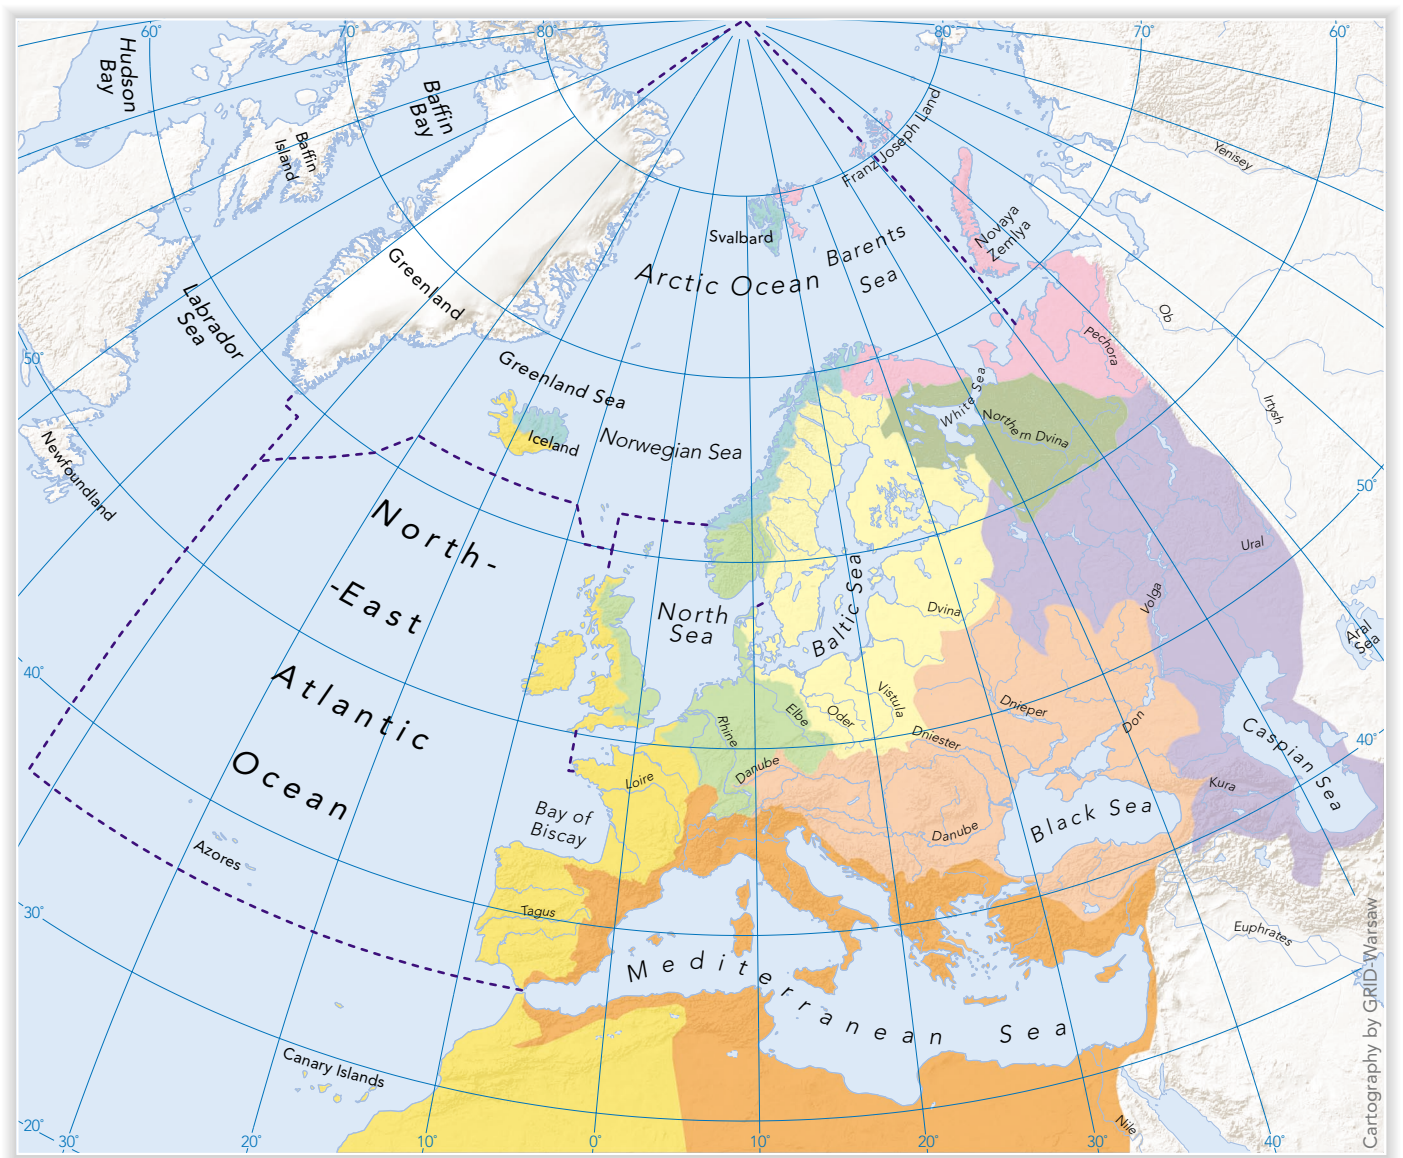 60°
70°
80°
80°
70°
60°
Hudson
Bay
Baffin
Bay
Baffin
Island
Franz Joseph Land
Yenisey
Novaya
Zemlya
Svalbard
Barents
Sea
Arctic Ocean
Greenland
Labrador
Sea
Ob
Pechora
50°
Greenland Sea
White Sea
Northern Dvina
Irtysh
Iceland
Norwegian Sea
Newfoundland
50°
North-
-East
Atlantic
Ocean
Ural
Volga
Baltic Sea
Dvina
North
Sea
Aral
Sea
40°
Vistula
Oder
Elbe
Rhine
Dnieper
Don
Dniester
40°
Caspian Sea
Loire
Danube
Kura
Bay of
Biscay
Danube
Black Sea
Azores
30°
Tagus
Euphrates
Mediterranean Sea
Canary Islands
Nile
20°
30°
20°
10°
0°
10°
20°
30°
40°
Cartography by GRID-Warsaw